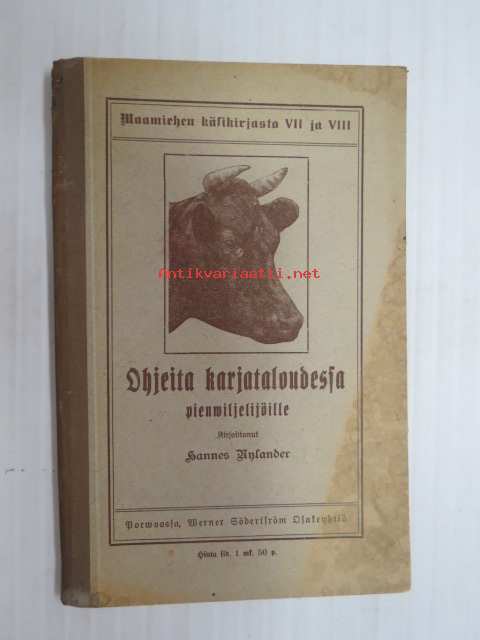 Maamiehen käsikirjasto VII ja VIII
Antikvariaatti.net
Ohjeita karjataloudessa
pienwiljelijöille
Kirjoittanut
Hannes Nylander
Porwoossa, Werner Söderström Osakeyhtiö
Hinta sid. 1 mk. 50 p.